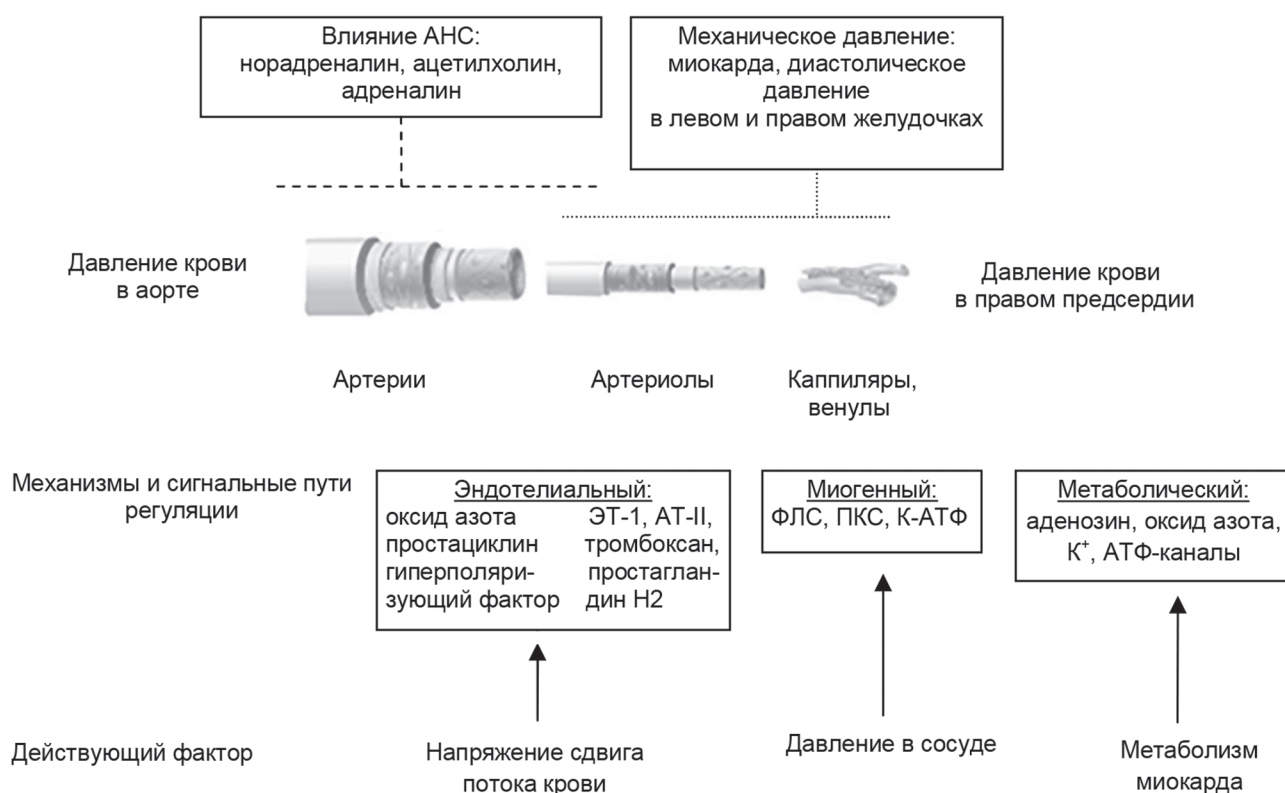 Влияние АНС:
норадреналин, ацетилхолин,
адреналин
Механическое давление:
миокарда, диастолическое
давление
в левом и правом желудочках
Давление крови
в аорте
Давление крови
в правом предсердии
Артерии
Артериолы
Каппиляры,
венулы
Механизмы и сигнальные пути
регуляции
Эндотелиальный:
оксид азота ЭТ-1, АТ-II,
простациклин тромбоксан,
гиперполяри- простаглан-
зующий фактор дин Н2
Миогенный:
ФЛС, ПКС, К-АТФ
Метаболический:
аденозин, оксид азота,
К⁺, АТФ-каналы
Действующий фактор
Напряжение сдвига
потока крови
Давление в сосуде
Метаболизм
миокарда